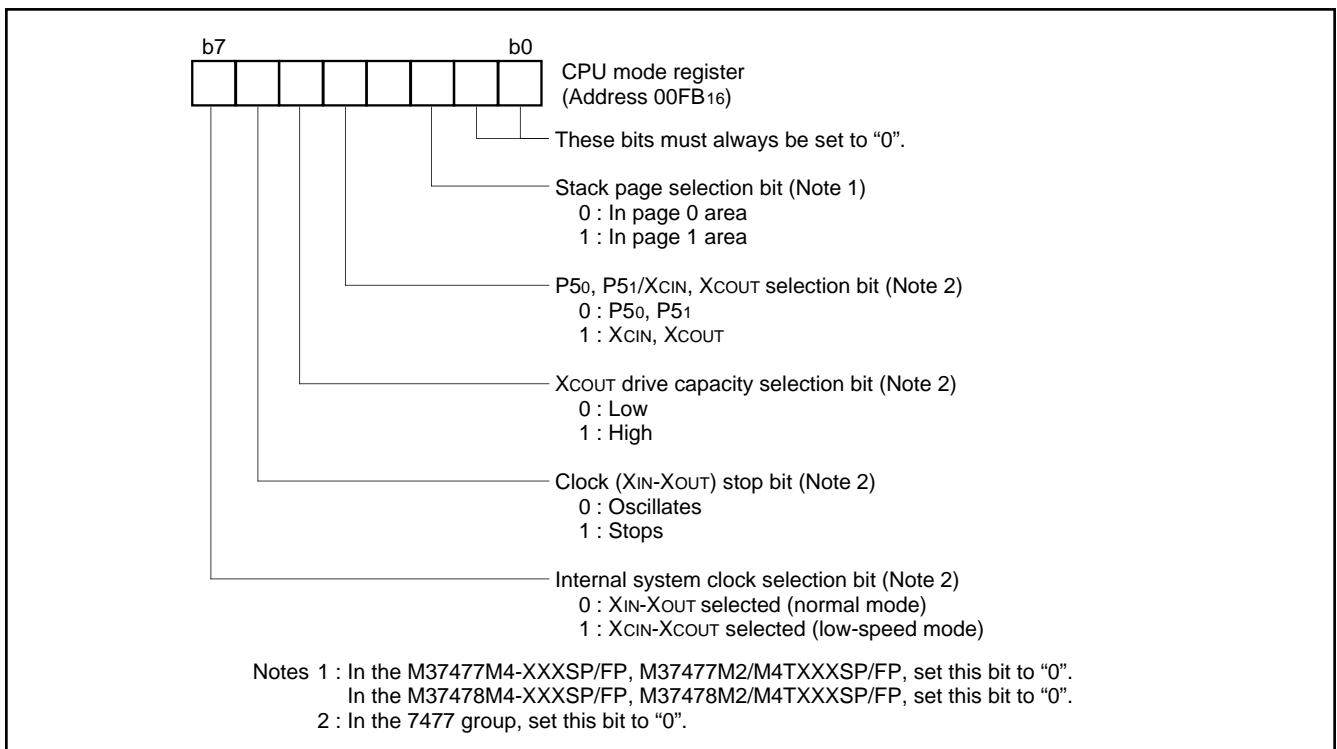 b7 b0
CPU mode register
(Address 00FB16)
These bits must always be set to “0”.
Stack page selection bit (Note 1)
0 : In page 0 area
1 : In page 1 area
P50, P51/XCIN, XCOUT selection bit (Note 2)
0 : P50, P51
1 : XCIN, XCOUT
XCOUT drive capacity selection bit (Note 2)
0 : Low
1 : High
Clock (XIN-XOUT) stop bit (Note 2)
0 : Oscillates
1 : Stops
Internal system clock selection bit (Note 2)
0 : XIN-XOUT selected (normal mode)
1 : XCIN-XCOUT selected (low-speed mode)
Notes 1 : In the M37477M4-XXXSP/FP, M37477M2/M4TXXXSP/FP, set this bit to “0”.
In the M37478M4-XXXSP/FP, M37478M2/M4TXXXSP/FP, set this bit to “0”.
2 : In the 7477 group, set this bit to “0”.